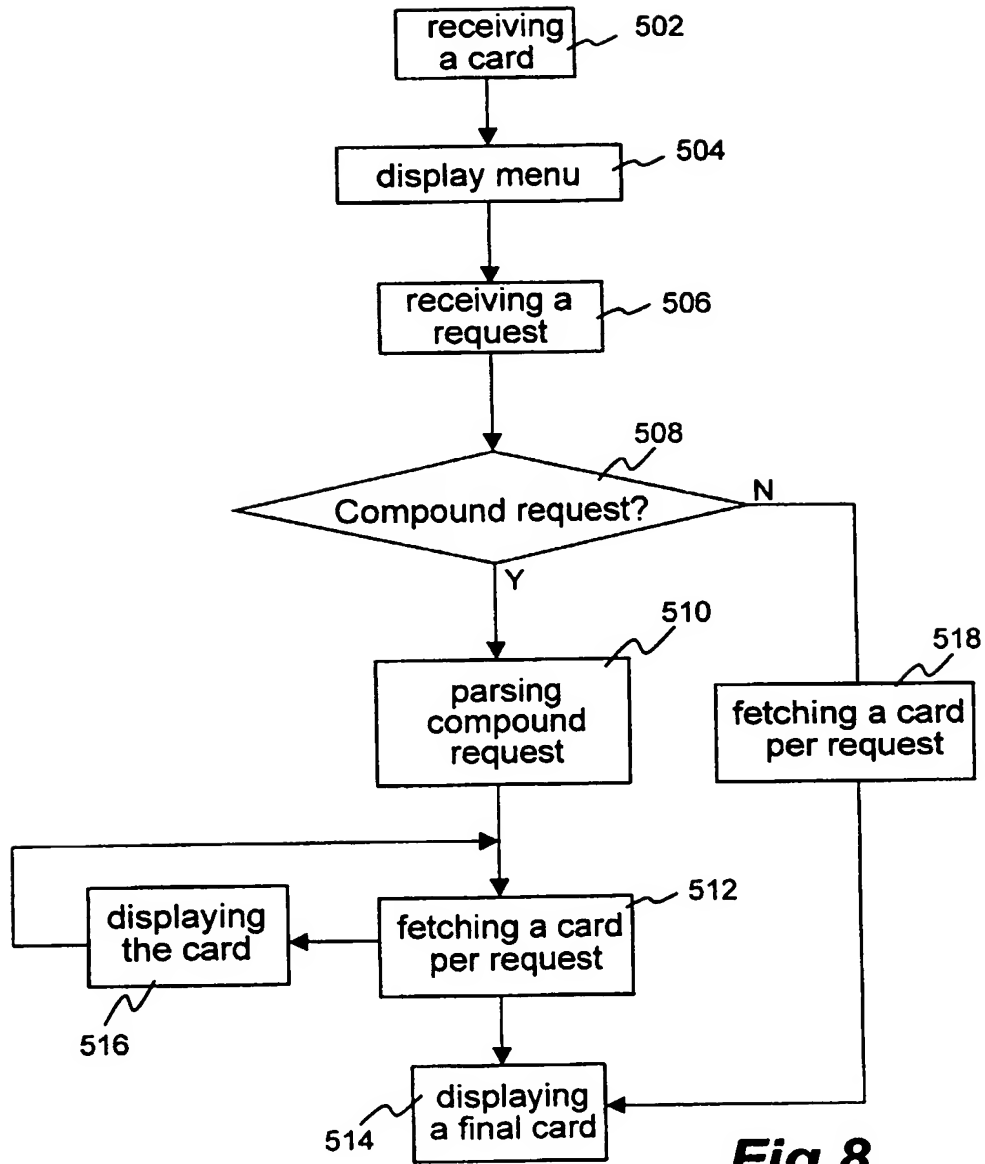 receiving
a card
502
display menu
504
receiving a
request
506
508
Compound request?
N
Y
510
parsing
compound
request
518
fetching a card
per request
512
fetching a card
per request
displaying
the card
516
displaying
a final card
514
Fig.8